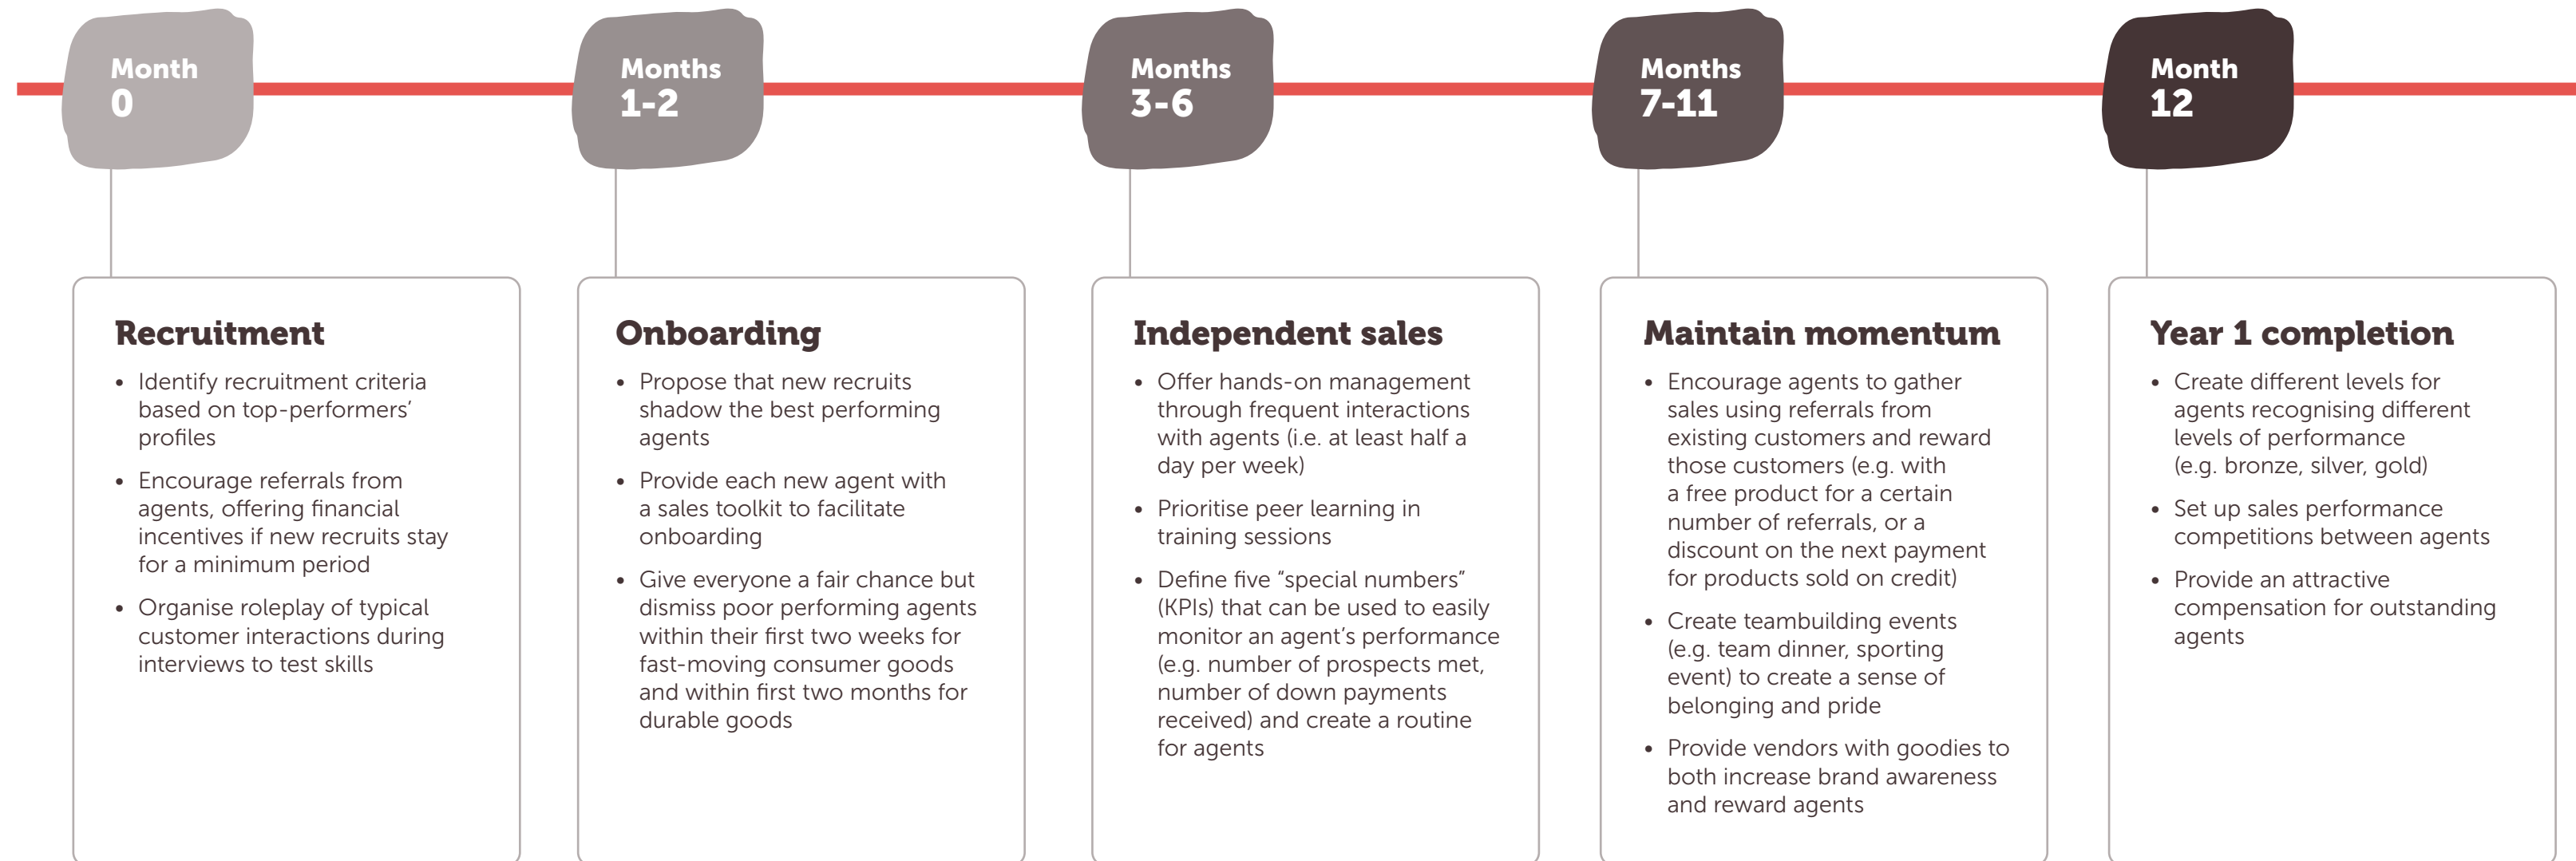 Month
0
Months
1-2
Months
3-6
Months
7-11
Month
12
Recruitment
• Identify recruitment criteria
based on top-performers’
profiles
• Encourage referrals from
agents, offering financial
incentives if new recruits stay
for a minimum period
• Organise roleplay of typical
customer interactions during
interviews to test skills
Onboarding
• Propose that new recruits
shadow the best performing
agents
• Provide each new agent with
a sales toolkit to facilitate
onboarding
• Give everyone a fair chance but
dismiss poor performing agents
within their first two weeks for
fast-moving consumer goods
and within first two months for
durable goods
Independent sales
• Offer hands-on management
through frequent interactions
with agents (i.e. at least half a
day per week)
• Prioritise peer learning in
training sessions
• Define five “special numbers”
(KPIs) that can be used to easily
monitor an agent’s performance
(e.g. number of prospects met,
number of down payments
received) and create a routine
for agents
Maintain momentum
• Encourage agents to gather
sales using referrals from
existing customers and reward
those customers (e.g. with
a free product for a certain
number of referrals, or a
discount on the next payment
for products sold on credit)
• Create teambuilding events
(e.g. team dinner, sporting
event) to create a sense of
belonging and pride
• Provide vendors with goodies to
both increase brand awareness
and reward agents
Year 1 completion
• Create different levels for
agents recognising different
levels of performance
(e.g. bronze, silver, gold)
• Set up sales performance
competitions between agents
• Provide an attractive
compensation for outstanding
agents